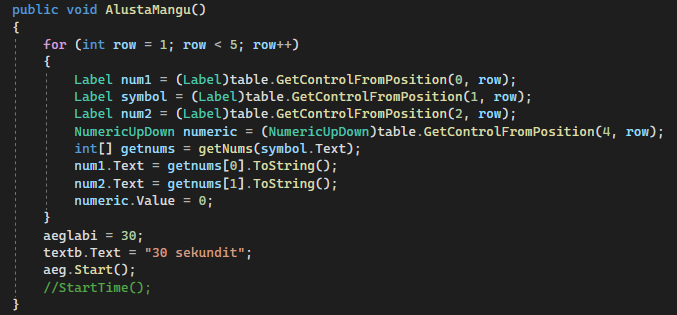 public void AlustaMangu()
{
    for (int row = 1; row < 5; row++)
    {
        Label num1 = (Label)table.GetControlFromPosition(0, row);
        Label symbol = (Label)table.GetControlFromPosition(1, row);
        Label num2 = (Label)table.GetControlFromPosition(2, row);
        NumericUpDown numeric = (NumericUpDown)table.GetControlFromPosition(4, row);
        int[] getnums = getNums(symbol.Text);
        num1.Text = getnums[0].ToString();
        num2.Text = getnums[1].ToString();
        numeric.Value = 0;
    }
    aeglabi = 30;
    textb.Text = "30 sekundit";
    aeg.Start();
    //StartTime();
}